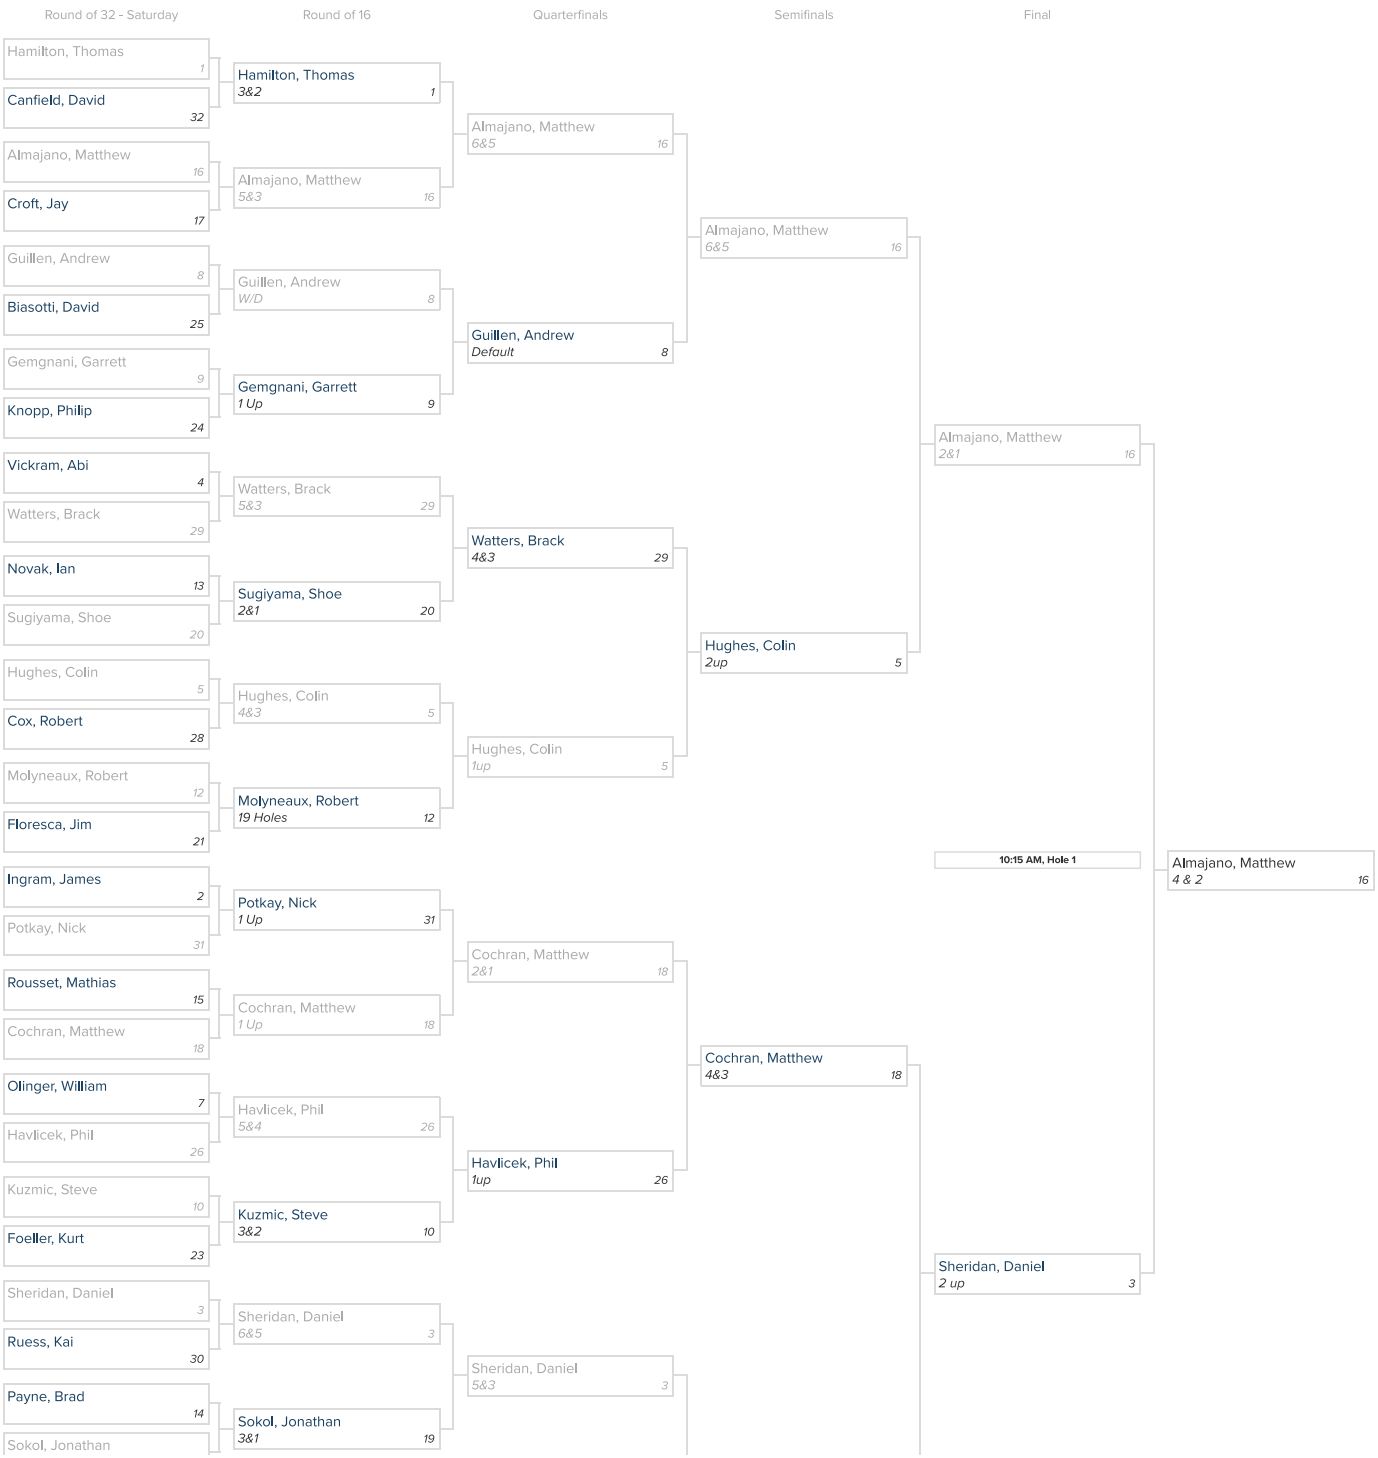 Round of 32 - Saturday
Round of 16
Quarterfinals
Semifinals
Final
Hamilton, Thomas
1
Canfield, David
32
Almajano, Matthew
16
Croft, Jay
17
Guillen, Andrew
8
Biasotti, David
25
Gemgnani, Garrett
9
Knopp, Philip
24
Vickram, Abi
4
Watters, Brack
29
Novak, Ian
13
Sugiyama, Shoe
20
Hughes, Colin
5
Cox, Robert
28
Molyneaux, Robert
12
Floresca, Jim
21
Ingram, James
2
Potkay, Nick
31
Rousset, Mathias
15
Cochran, Matthew
18
Olinger, William
7
Havlicek, Phil
26
Kuzmic, Steve
10
Foeller, Kurt
23
Sheridan, Daniel
3
Ruess, Kai
30
Payne, Brad
14
Sokol, Jonathan
Hamilton, Thomas
3&2 1
Almajano, Matthew
5&3 16
Guillen, Andrew
W/D 8
Gemgnani, Garrett
1 Up 9
Watters, Brack
5&3 29
Sugiyama, Shoe
2&1 20
Hughes, Colin
4&3 5
Molyneaux, Robert
19 Holes 12
Potkay, Nick
1 Up 31
Cochran, Matthew
1 Up 18
Havlicek, Phil
5&4 26
Kuzmic, Steve
3&2 10
Sheridan, Daniel
6&5 3
Sokol, Jonathan
3&1 19
Almajano, Matthew
6&5 16
Guillen, Andrew
Default 8
Watters, Brack
4&3 29
Hughes, Colin
1up 5
Cochran, Matthew
2&1 18
Havlicek, Phil
1up 26
Sheridan, Daniel
5&3 3
Almajano, Matthew
6&5 16
Hughes, Colin
2up 5
Cochran, Matthew
4&3 18
Almajano, Matthew
2&1 16
10:15 AM, Hole 1
Sheridan, Daniel
2 up 3
Almajano, Matthew
4 & 2 16